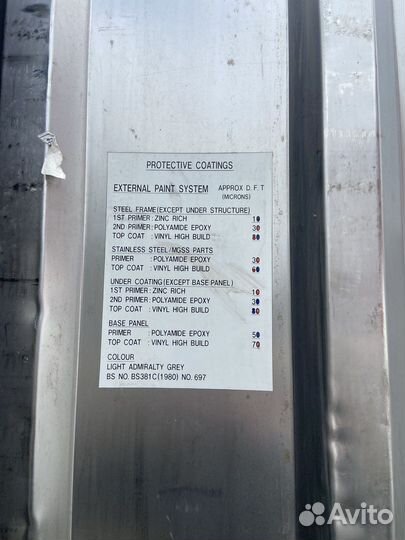 PROTECTIVE COATINGS
EXTERNAL PAINT SYSTEM APPROX D.F.T
(MICRONS)
STEEL FRAME(EXCEPT UNDER STRUCTURE)
1ST PRIMER: ZINC RICH 10
2ND PRIMER: POLYAMIDE EPOXY 30
TOP COAT : VINYL HIGH BUILD 80
STAINLESS STEEL/MGSS PARTS
PRIMER : POLYAMIDE EPOXY 30
TOP COAT : VINYL HIGH BUILD 60
UNDER COATING(EXCEPT BASE PANEL)
1ST PRIMER: ZINC RICH 10
2ND PRIMER: POLYAMIDE EPOXY 30
TOP COAT : VINYL HIGH BUILD
BASE PANEL
PRIMER : POLYAMIDE EPOXY 50
TOP COAT : VINYL HIGH BUILD 70
COLOUR
LIGHT ADMIRALTY GREY
BS NO. BS381C(1980) NO. 697
Avito